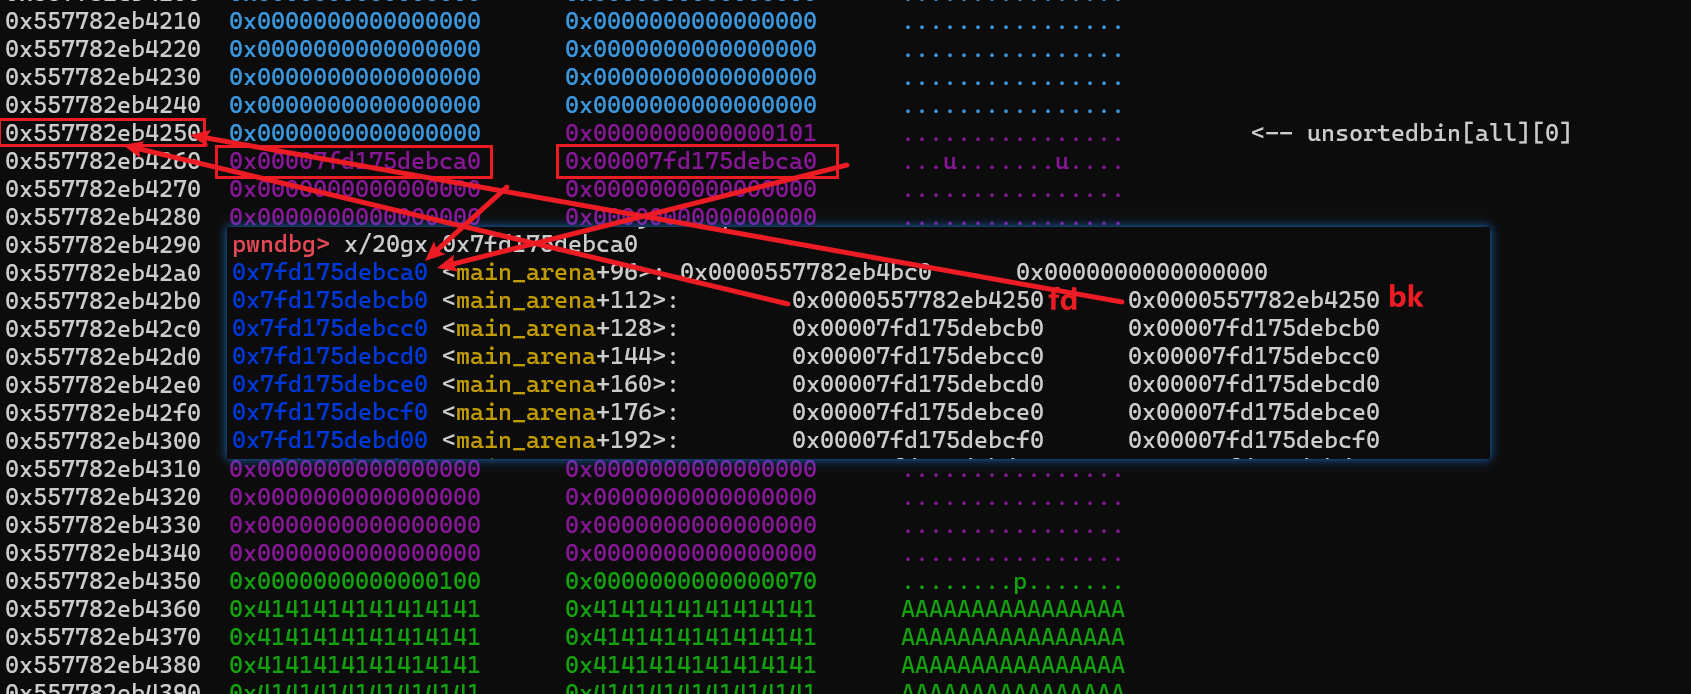 0x557782eb4210 0x0000000000000000 0x0000000000000000 ................
0x557782eb4220 0x0000000000000000 0x0000000000000000 ................
0x557782eb4230 0x0000000000000000 0x0000000000000000 ................
0x557782eb4240 0x0000000000000000 0x0000000000000000 ................
0x557782eb4250 0x0000000000000000 0x0000000000000101 ................ <-- unsortedbin[all][0]
0x557782eb4260 0x00007fd175debca0 0x00007fd175debca0 ...u.......u....
0x557782eb4270 0x0000000000000000 0x0000000000000000 ................
0x557782eb4280 0x0000000000000000 0x0000000000000000 ................
0x557782eb4290 pwndbg> x/20gx 0x7fd175debca0
0x557782eb42a0 0x7fd175debca0 <main_arena+96>: 0x0000557782eb4bc0 0x0000000000000000
0x557782eb42b0 0x7fd175debcb0 <main_arena+112>: 0x0000557782eb4250 fd 0x0000557782eb4250 bk
0x557782eb42c0 0x7fd175debcc0 <main_arena+128>: 0x00007fd175debcb0 0x00007fd175debcb0
0x557782eb42d0 0x7fd175debcd0 <main_arena+144>: 0x00007fd175debcc0 0x00007fd175debcc0
0x557782eb42e0 0x7fd175debce0 <main_arena+160>: 0x00007fd175debcd0 0x00007fd175debcd0
0x557782eb42f0 0x7fd175debcf0 <main_arena+176>: 0x00007fd175debce0 0x00007fd175debce0
0x557782eb4300 0x7fd175debd00 <main_arena+192>: 0x00007fd175debcf0 0x00007fd175debcf0
0x557782eb4310 0x0000000000000000 0x0000000000000000 ................
0x557782eb4320 0x0000000000000000 0x0000000000000000 ................
0x557782eb4330 0x0000000000000000 0x0000000000000000 ................
0x557782eb4340 0x0000000000000000 0x0000000000000000 ................
0x557782eb4350 0x0000000000000100 0x0000000000000070 ........p.......
0x557782eb4360 0x4141414141414141 0x4141414141414141 AAAAAAAAAAAAAAAA
0x557782eb4370 0x4141414141414141 0x4141414141414141 AAAAAAAAAAAAAAAA
0x557782eb4380 0x4141414141414141 0x4141414141414141 AAAAAAAAAAAAAAAA
0x557782eb4390 0x4141414141414141 0x4141414141414141 AAAAAAAAAAAAAAAA